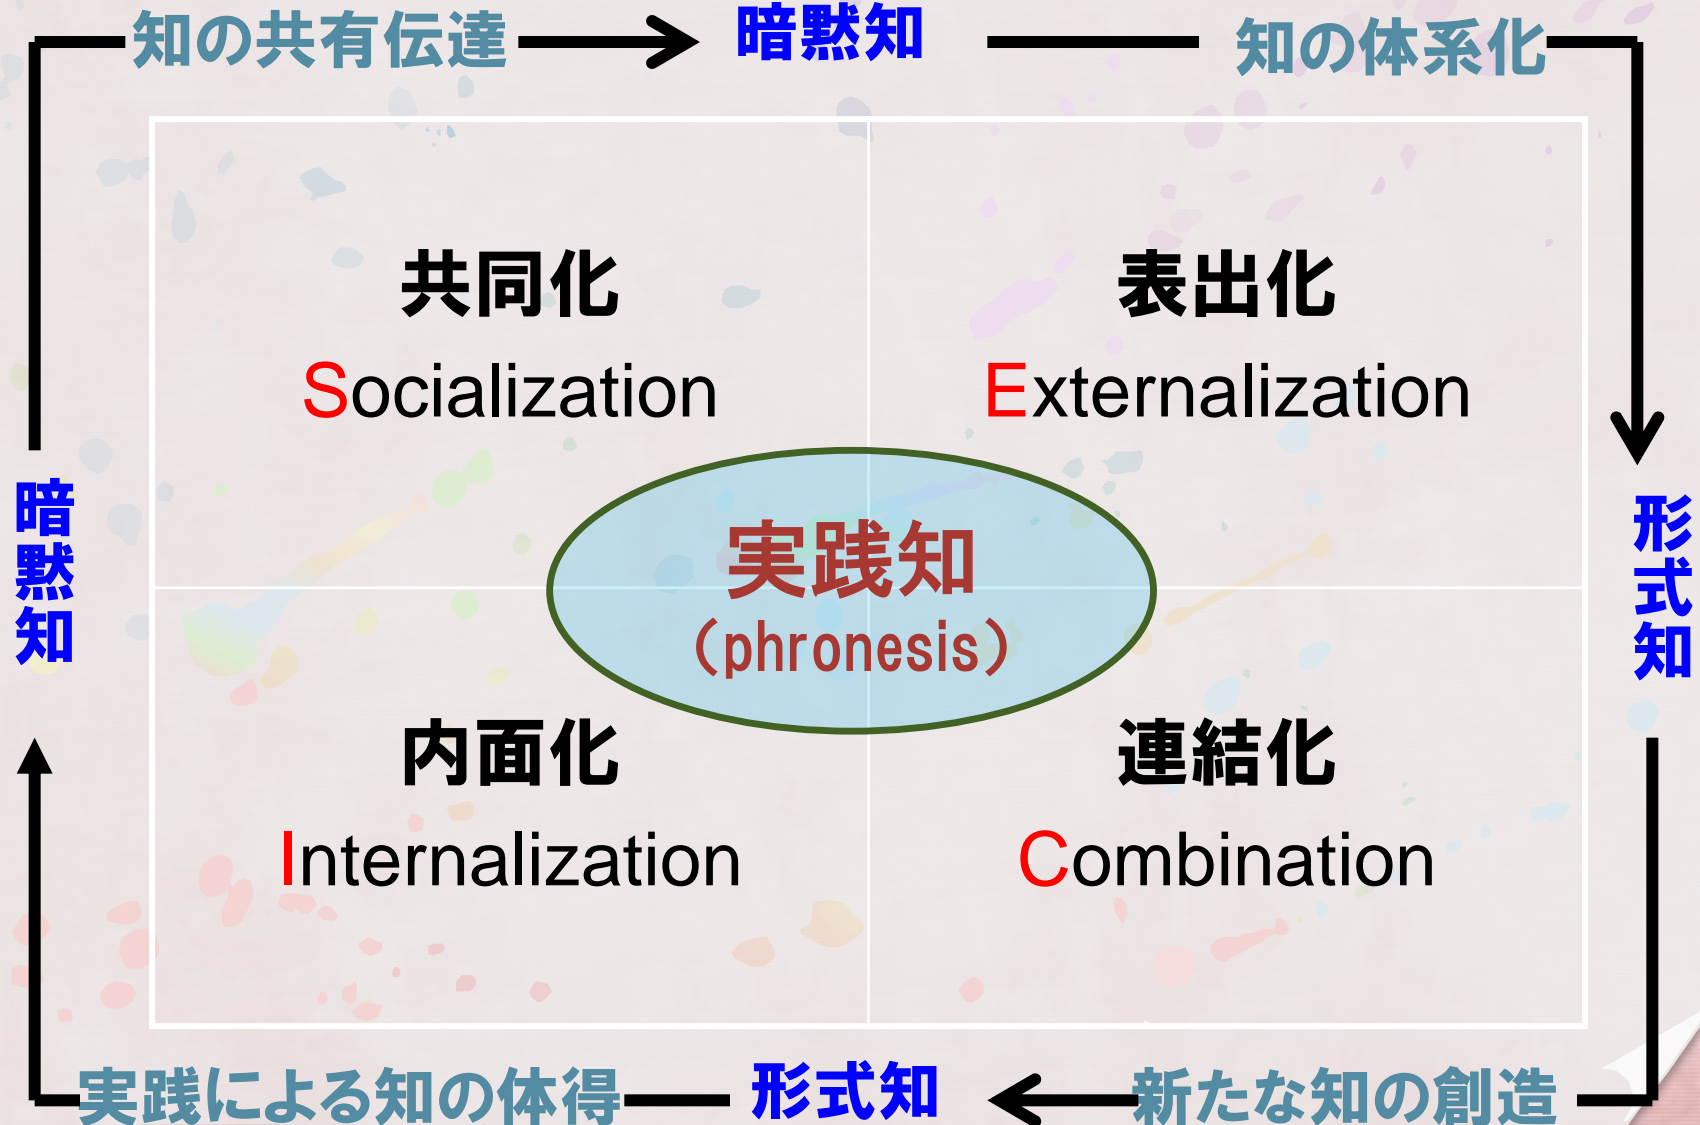 知の共有伝達
暗黙知
知の体系化
共同化
Socialization
表出化
Externalization
暗黙知
実践知
（phronesis）
形式知
内面化
Internalization
連結化
Combination
実践による知の体得
形式知
新たな知の創造